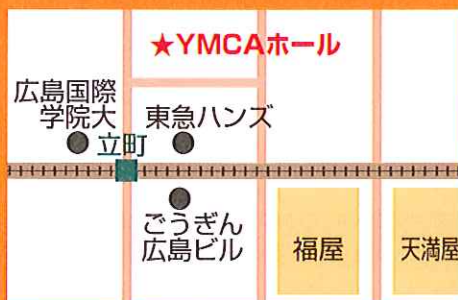 ★YMCAホール
広島国際
学院大
東急ハンズ
立町
ごうぎん
広島ビル
福屋
天満屋